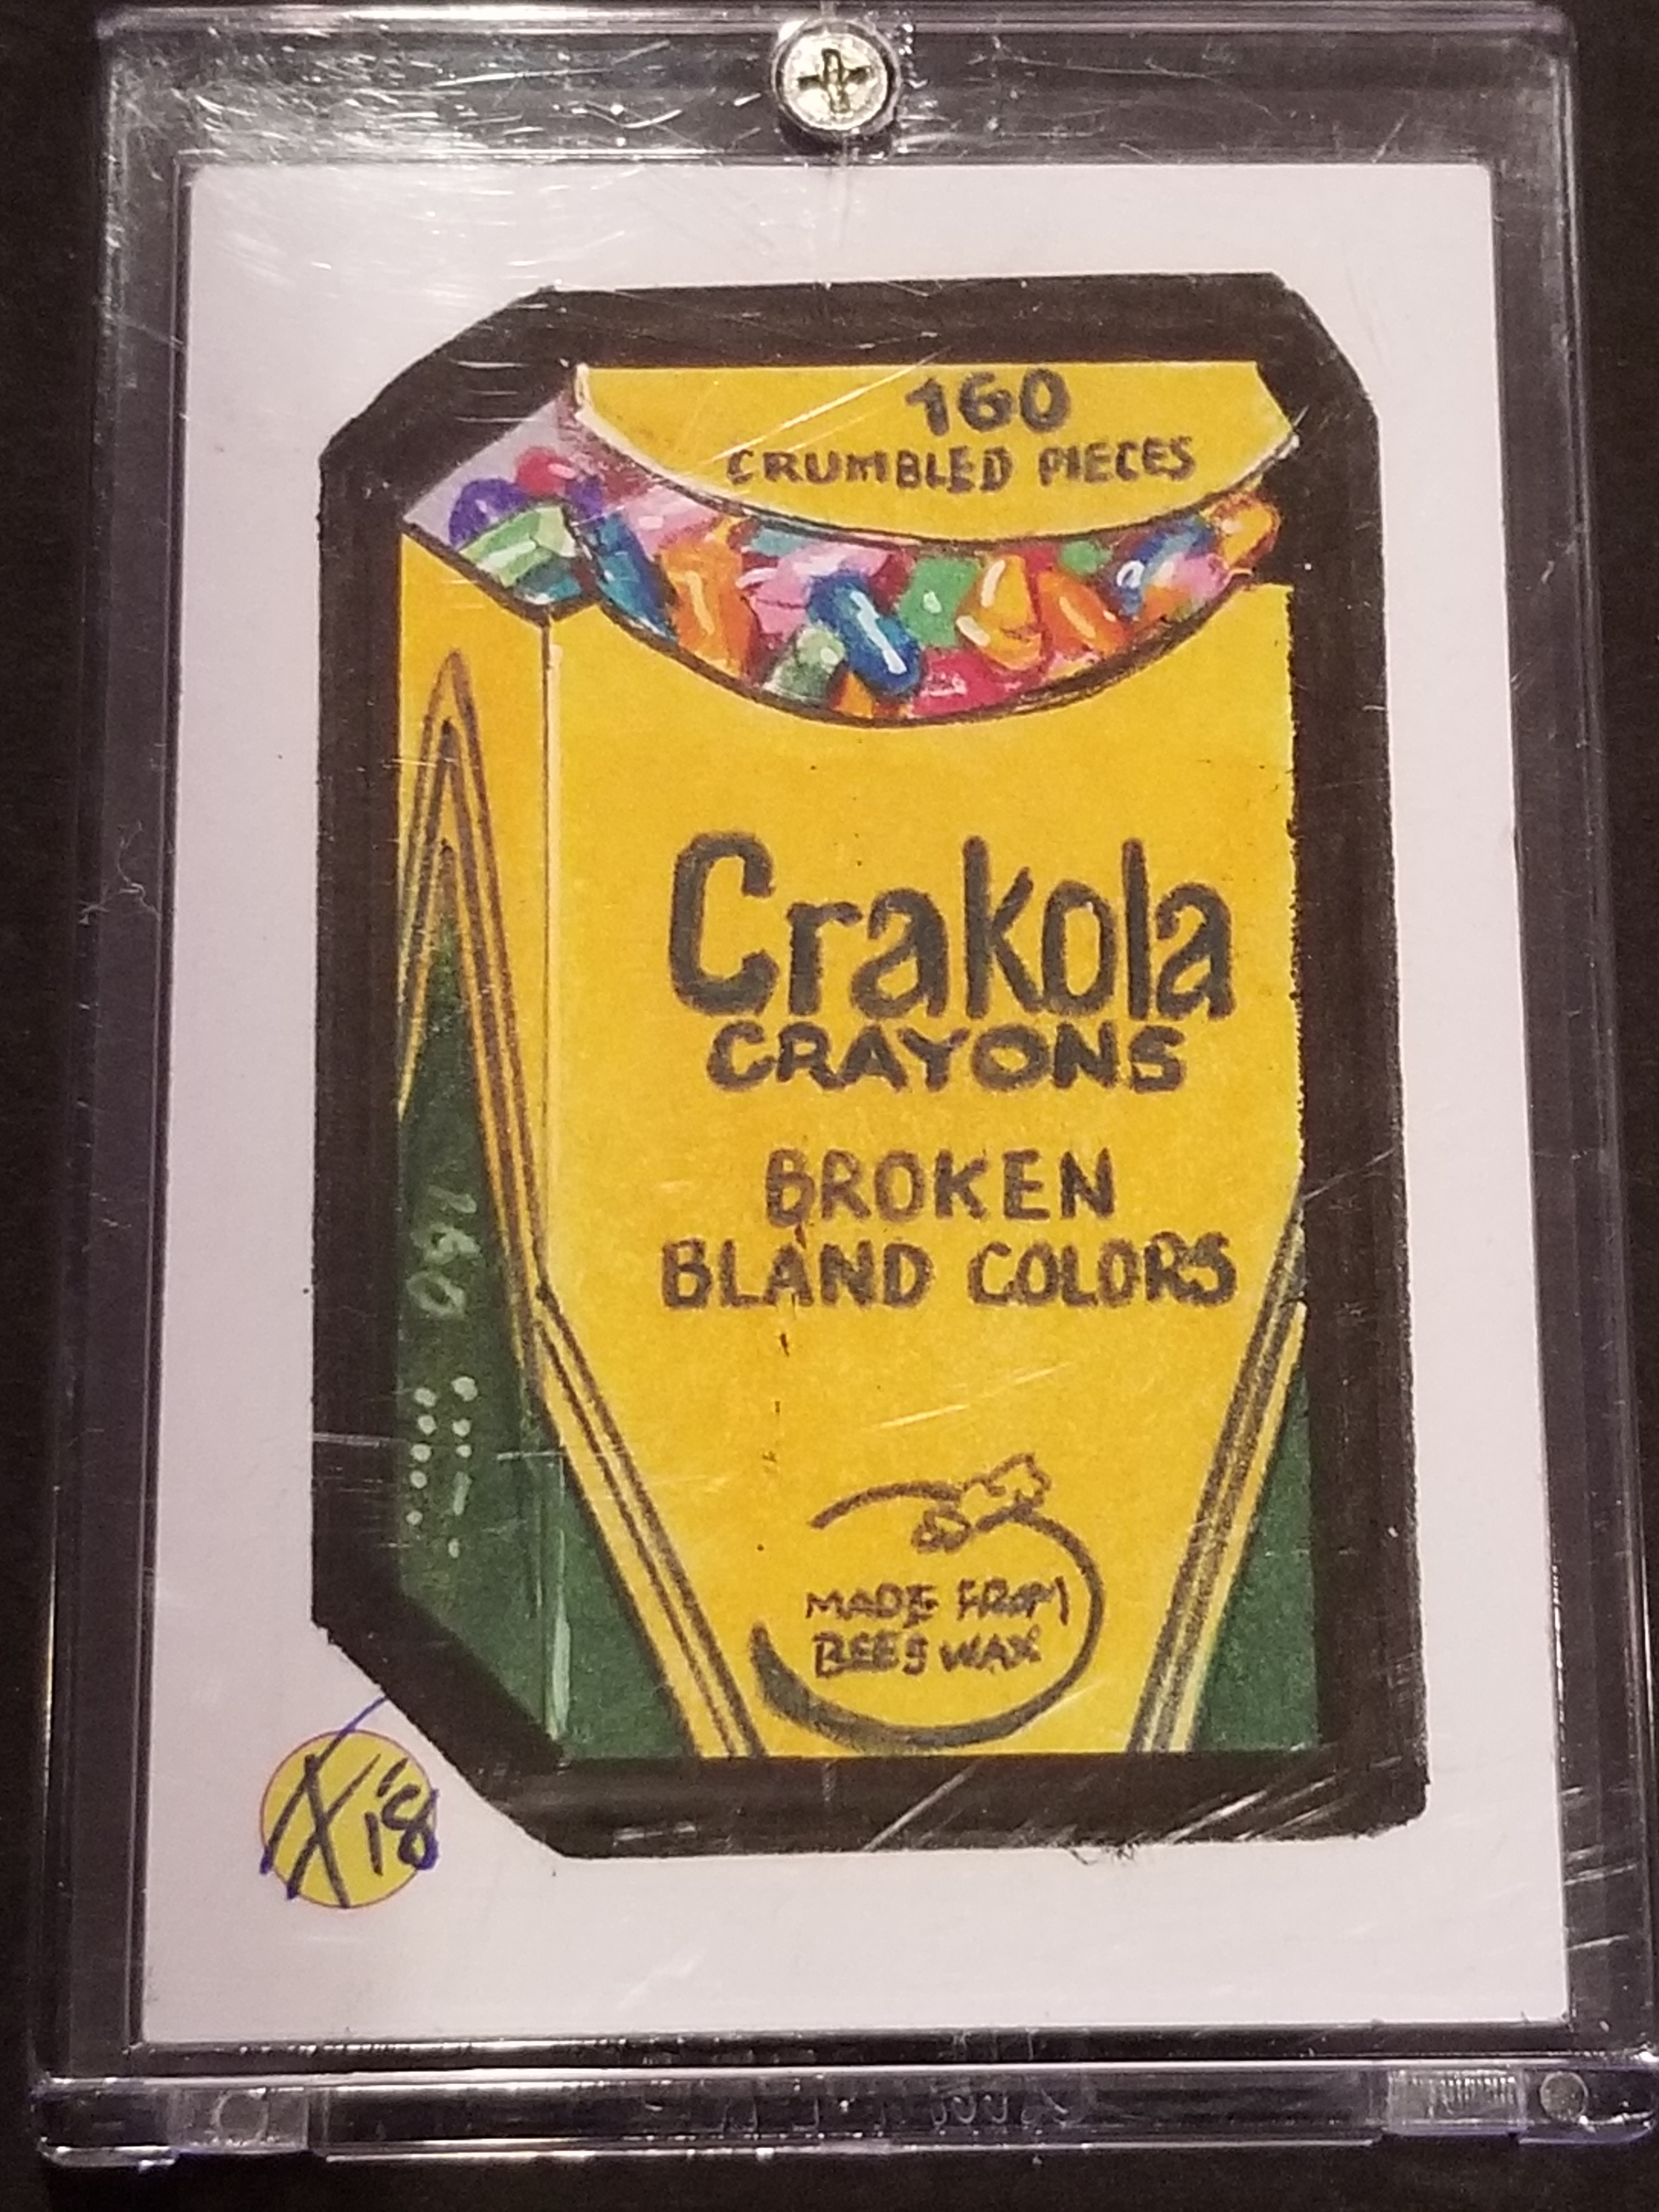 160
CRUMBLED PIECES
Crakola
CRAYONS
BROKEN
BLAND COLORS
160
MADE FROM
BEES WAX
'18